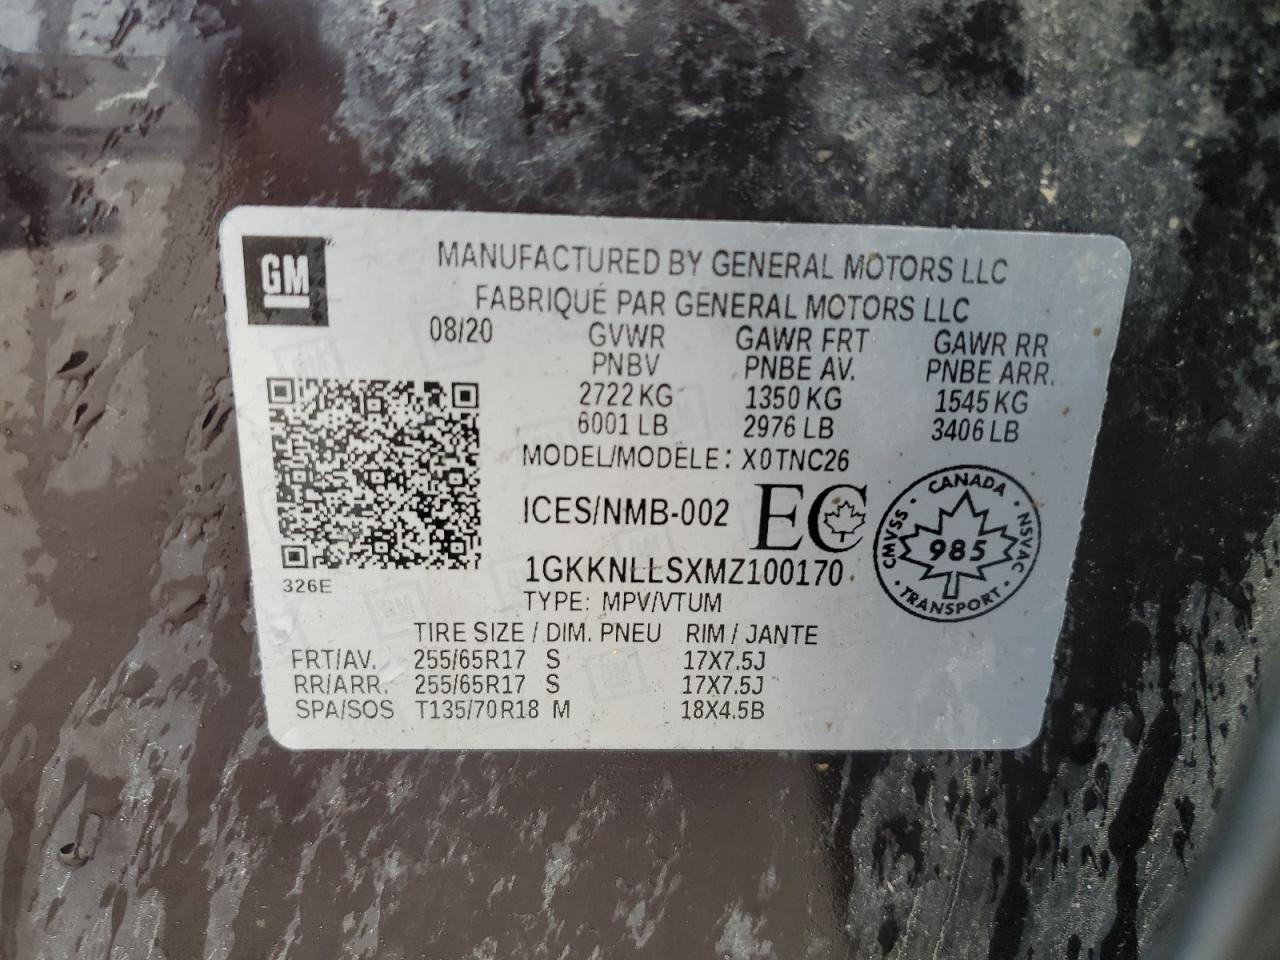 GM
MANUFACTURED BY GENERAL MOTORS LLC
FABRIQUÉ PAR GENERAL MOTORS LLC
08/20 GVWR GAWR FRT GAWR RR
PNBV PNBE AV. PNBE ARR.
2722 KG 1350 KG 1545 KG
6001 LB 2976 LB 3406 LB
MODEL/MODÈLE: X0TNC26
ICES/NMB-002 EC
CANADA
CMVSS 985 NSVAC
TRANSPORT
326E
1GKKNLLSXMZ100170
TYPE: MPV/VTUM
TIRE SIZE / DIM. PNEU RIM / JANTE
FRT/AV. 255/65R17 S 17X7.5J
RR/ARR. 255/65R17 S 17X7.5J
SPA/SOS T135/70R18 M 18X4.5B